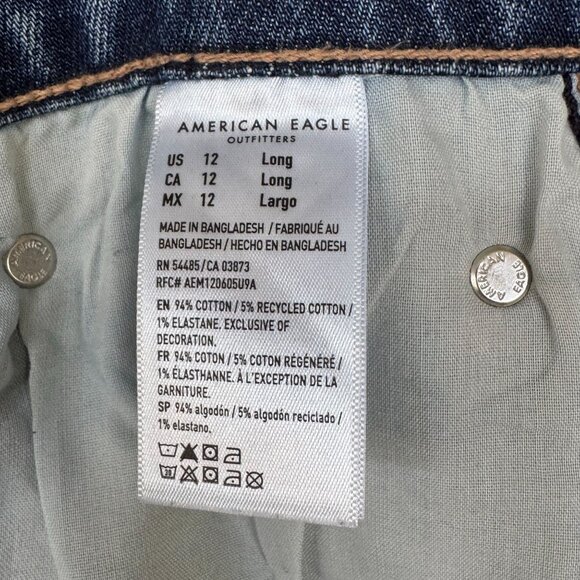 AMERICAN EAGLE
OUTFITTERS
US 12 Long
CA 12 Long
MX 12 Largo
MADE IN BANGLADESH / FABRIQUÉ AU
BANGLADESH / HECHO EN BANGLADESH
RN 54485 / CA 03873
RFC# AEM120605U9A
EN 94% COTTON / 5% RECYCLED COTTON /
1% ELASTANE. EXCLUSIVE OF
DECORATION.
FR 94% COTON / 5% COTON RÉGÉNÉRÉ /
1% ÉLASTHANNE. À L'EXCEPTION DE LA
GARNITURE.
SP 94% algodón / 5% algodón reciclado /
1% elastano.
30
AMERICAN
EAGLE
AMERICAN
EAGLE